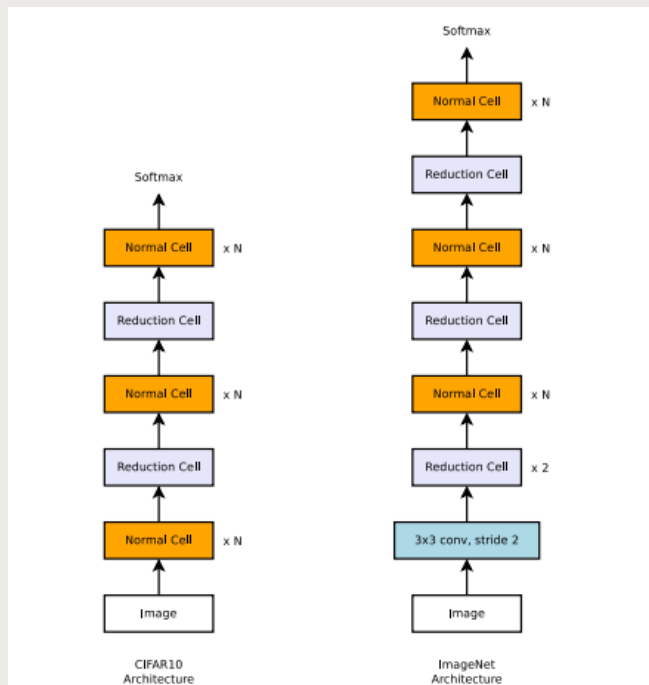 Softmax
Normal Cell x N
Reduction Cell
Normal Cell x N
Reduction Cell
Normal Cell x N
Image
CIFAR10
Architecture
Softmax
Normal Cell x N
Reduction Cell
Normal Cell x N
Reduction Cell
Normal Cell x N
Reduction Cell x 2
3x3 conv, stride 2
Image
ImageNet
Architecture